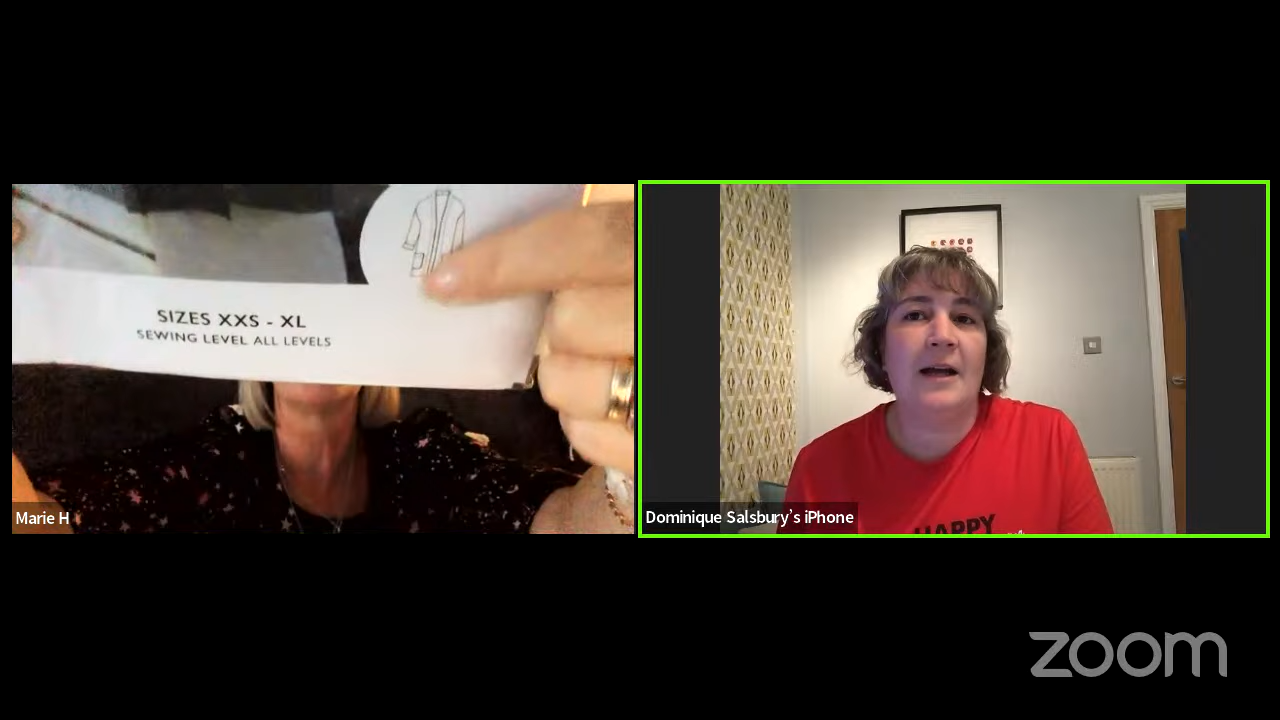 SIZES XXS - XL
SEWING LEVEL ALL LEVELS
Marie H
Dominique Salsbury's iPhone
HAPPY
zoom